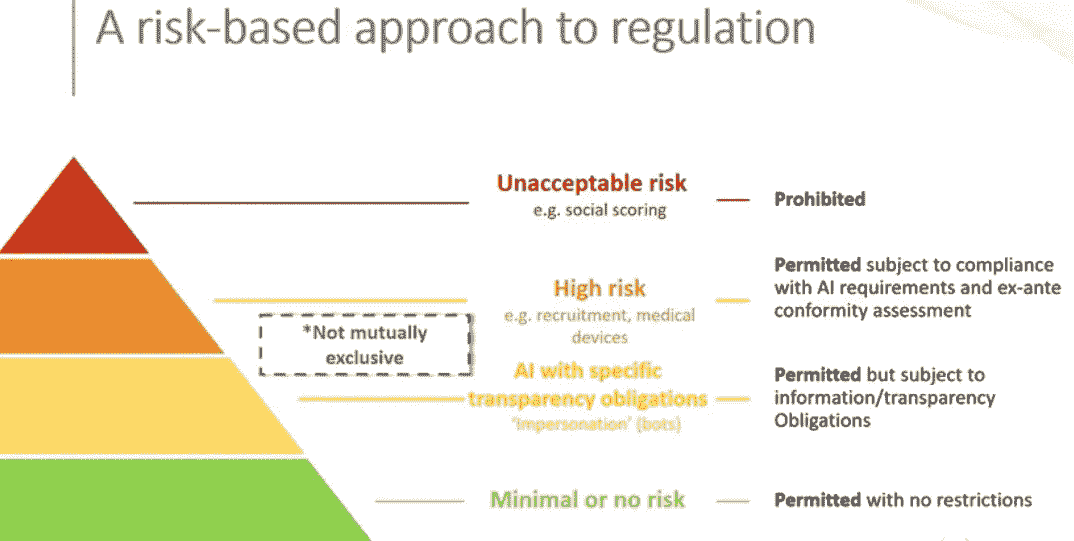 A risk-based approach to regulation
Unacceptable risk
e.g. social scoring
Prohibited
High risk
e.g. recruitment, medical
devices
Permitted subject to compliance
with AI requirements and ex-ante
conformity assessment
*Not mutually
exclusive
AI with specific
transparency obligations
'Impersonation' (bots)
Permitted but subject to
information/transparency
Obligations
Minimal or no risk
Permitted with no restrictions